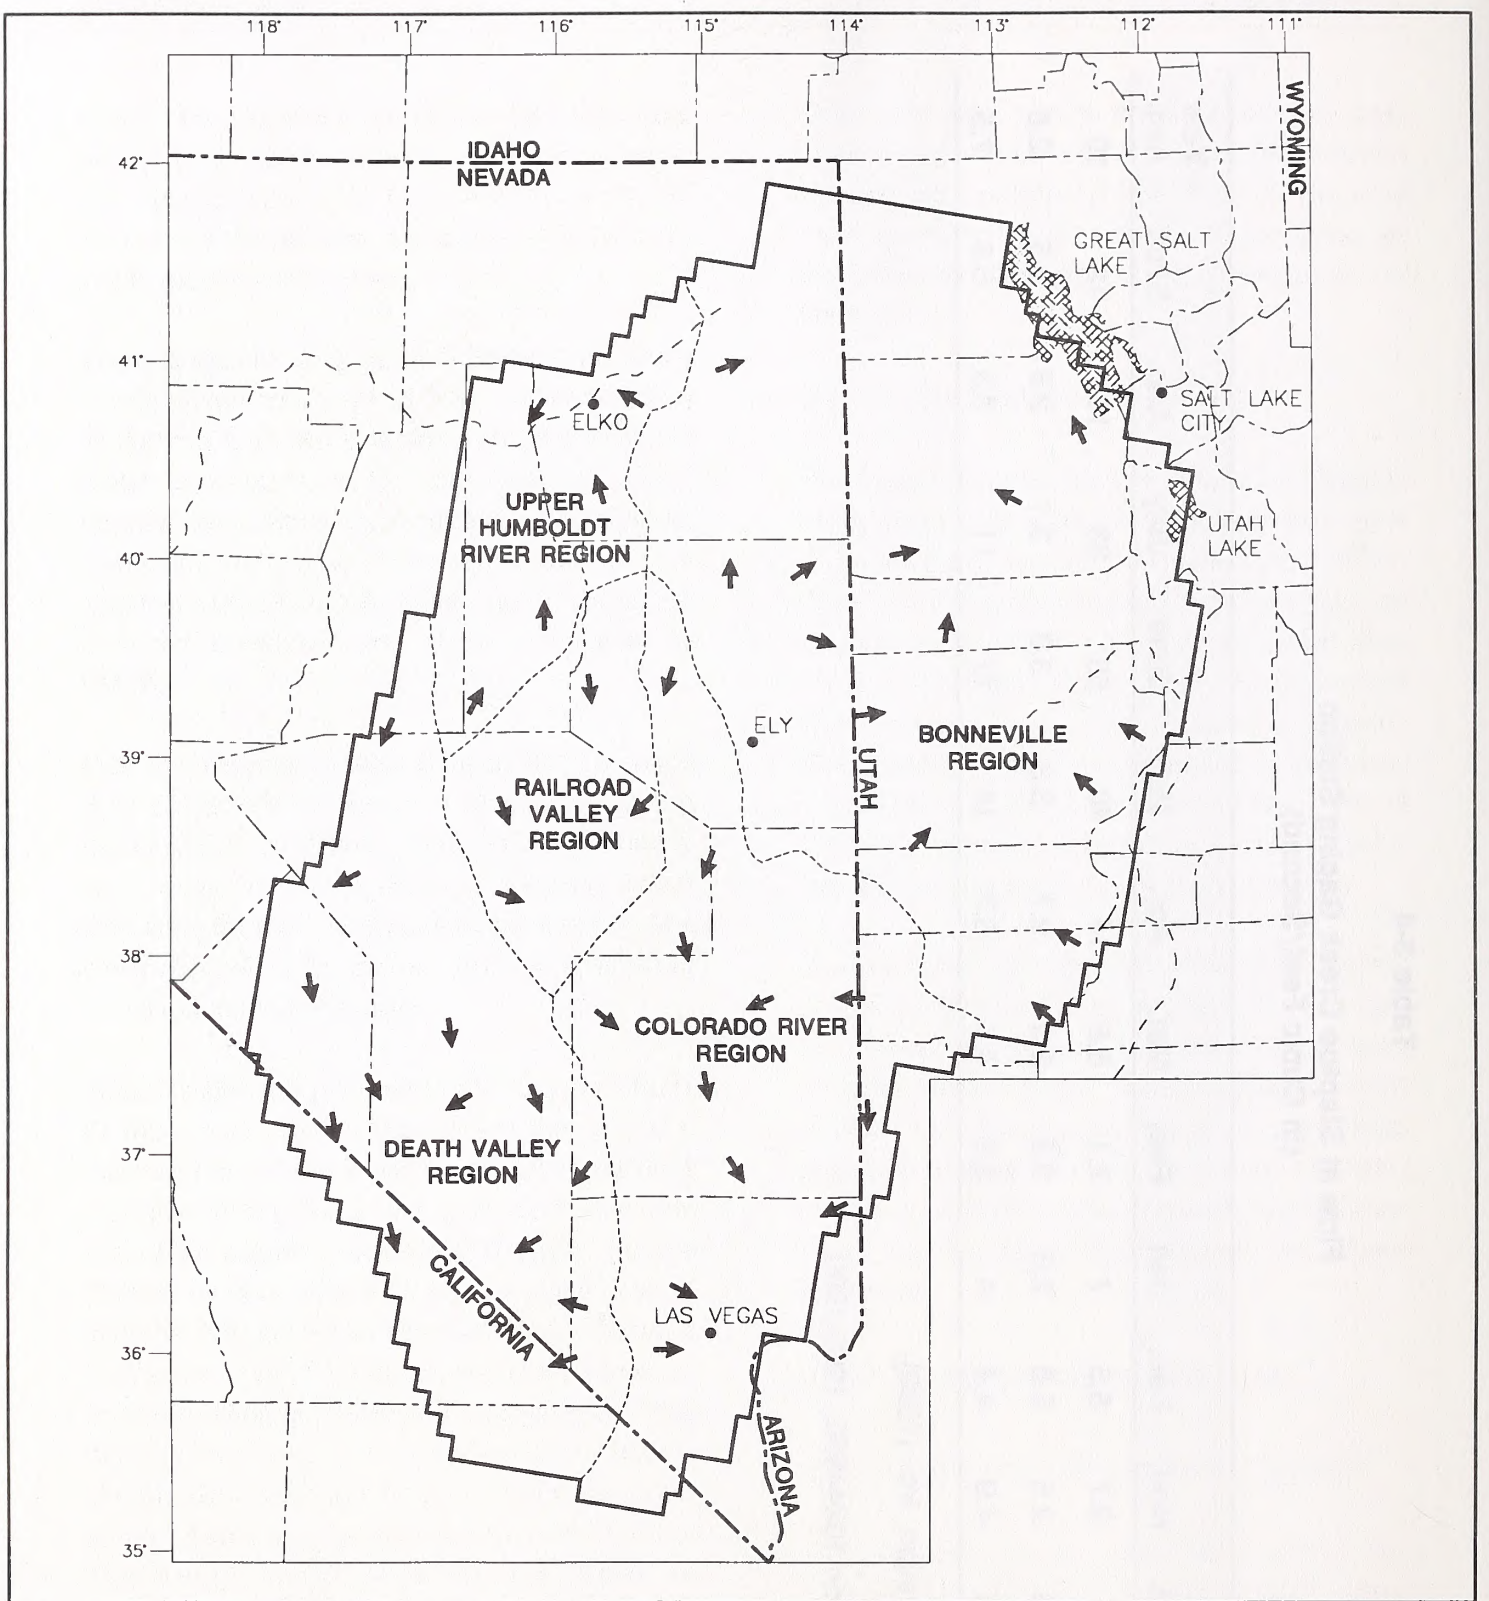 118° 117° 116° 115° 114° 113° 112° 111°
WYOMING
42°
IDAHO
NEVADA
GREAT SALT
LAKE
41°
ELKO
SALT LAKE
CITY
UPPER
HUMBOLDT
RIVER REGION
UTAH
LAKE
40°
ELY
BONNEVILLE
REGION
39°
UTAH
RAILROAD
VALLEY
REGION
38°
COLORADO RIVER
REGION
DEATH VALLEY
REGION
37°
CALIFORNIA
LAS VEGAS
36°
ARIZONA
35°